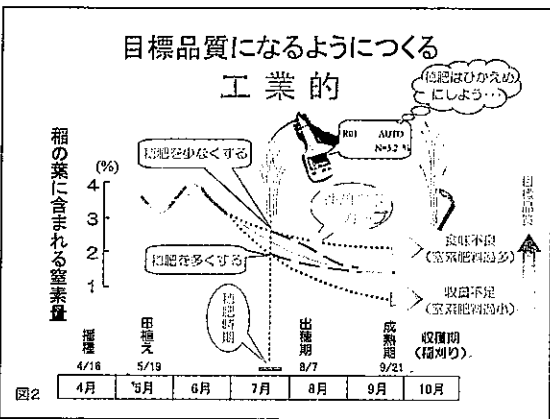 目標品質になるようにつくる
工業的
穂肥はひかえめ
にしよう・・
AUTO
N=3.2 %
稲の葉に含まれる窒素量
(%)
4
3
2
1
穂肥を少なくする
穂肥を多くする
穂肥時期
食味不良
(窒素肥料過多)
収量不足
(窒素肥料過小)
目標品質
播種
4/16
田植え
5/19
出穂期
8/7
成熟期
9/21
収穫期
(稲刈り)
図2
4月
5月
6月
7月
8月
9月
10月